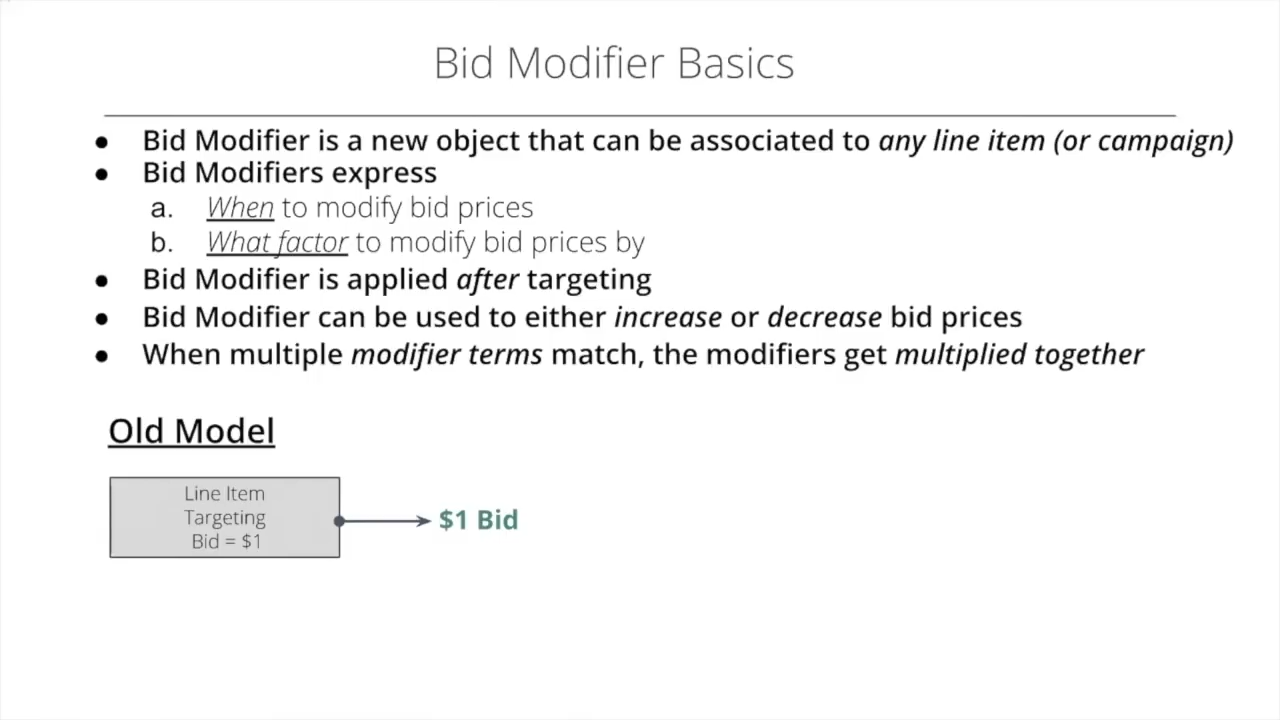 Bid Modifier Basics
● Bid Modifier is a new object that can be associated to any line item (or campaign)
● Bid Modifiers express
a. When to modify bid prices
b. What factor to modify bid prices by
● Bid Modifier is applied after targeting
● Bid Modifier can be used to either increase or decrease bid prices
● When multiple modifier terms match, the modifiers get multiplied together
Old Model
Line Item
Targeting
Bid = $1
$1 Bid